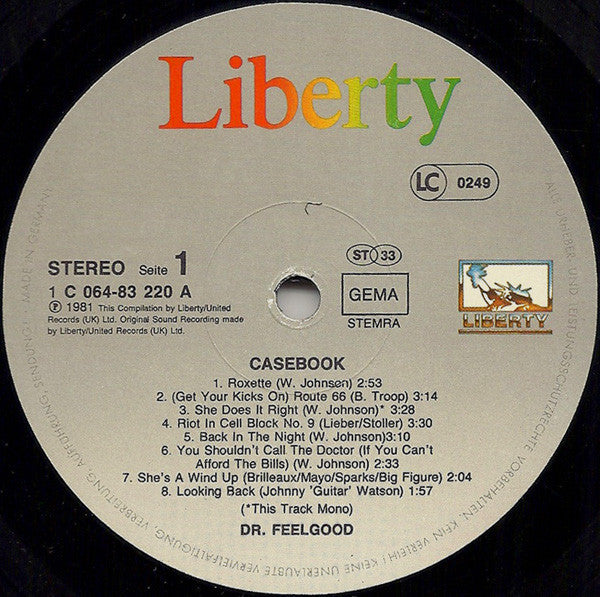 Liberty
LC 0249
STEREO Seite 1
1 C 064-83 220 A
ST 33
GEMA
STEMRA
LIBERTY
℗ 1981 This Compilation by Liberty/United
Records (UK) Ltd. Original Sound Recording made
by Liberty/United Records (UK) Ltd.
CASEBOOK
1. Roxette (W. Johnson) 2:53
2. (Get Your Kicks On) Route 66 (B. Troop) 3:14
3. She Does It Right (W. Johnson)* 3:28
4. Riot In Cell Block No. 9 (Lieber/Stoller) 3:30
5. Back In The Night (W. Johnson)3:10
6. You Shouldn't Call The Doctor (If You Can't
Afford The Bills) (W. Johnson) 2:33
7. She's A Wind Up (Brilleaux/Mayo/Sparks/Big Figure) 2:04
8. Looking Back (Johnny 'Guitar' Watson) 1:57
(*This Track Mono)
DR. FEELGOOD
ALLE URHEBER- UND LEISTUNGSSCHUTZRECHTE VORBEHALTEN. KEIN VERLEIH! KEINE UNERLAUBTE VERVIELFÄLTIGUNG, VERBREITUNG, AUFFÜHRUNG, SENDUNG! · MADE IN GERMANY